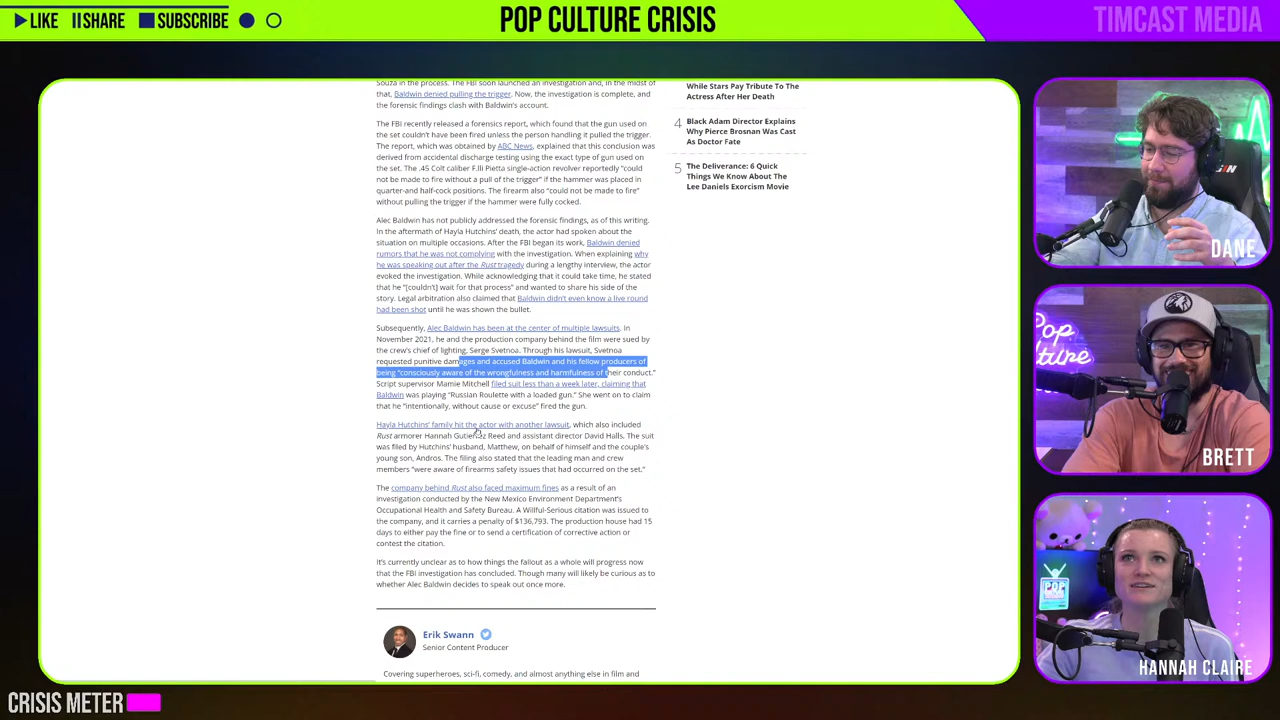 LIKE SHARE SUBSCRIBE
POP CULTURE CRISIS
TIMCAST MEDIA
Souza in the process. The FBI soon launched an investigation and, in the midst of
that, Baldwin denied pulling the trigger. Now, the investigation is complete, and
the forensic findings clash with Baldwin's account.
The FBI recently released a forensics report, which found that the gun used on
the set couldn't have been fired unless the person handling it pulled the trigger.
The report, which was obtained by ABC News, explained that this conclusion was
derived from accidental discharge testing using the exact type of gun used on
the set. The .45 Colt caliber F.lli Pietta single-action revolver reportedly "could
not be made to fire without a pull of the trigger" if the hammer was placed in
quarter-and half-cock positions. The firearm also "could not be made to fire"
without pulling the trigger if the hammer were fully cocked.
Alec Baldwin has not publicly addressed the forensic findings, as of this writing.
In the aftermath of Hayla Hutchins' death, the actor had spoken about the
situation on multiple occasions. After the FBI began its work, Baldwin denied
rumors that he was not complying with the investigation. When explaining why
he was speaking out after the Rust tragedy during a lengthy interview, the actor
evoked the investigation. While acknowledging that it could take time, he stated
that he "[couldn't] wait for that process" and wanted to share his side of the
story. Legal arbitration also claimed that Baldwin didn't even know a live round
had been shot until he was shown the bullet.
Subsequently, Alec Baldwin has been at the center of multiple lawsuits. In
November 2021, he and the production company behind the film were sued by
the crew's chief of lighting, Serge Svetnoa. Through his lawsuit, Svetnoa
requested punitive damages and accused Baldwin and his fellow producers of
being "consciously aware of the wrongfulness and harmfulness of their conduct."
Script supervisor Mamie Mitchell filed suit less than a week later, claiming that
Baldwin was playing "Russian Roulette with a loaded gun." She went on to claim
that he "intentionally, without cause or excuse" fired the gun.
Hayla Hutchins' family hit the actor with another lawsuit, which also included
Rust armorer Hannah Gutierrez Reed and assistant director David Halls. The suit
was filed by Hutchins' husband, Matthew, on behalf of himself and the couple's
young son, Andros. The filing also stated that the leading man and crew
members "were aware of firearms safety issues that had occurred on the set."
The company behind Rust also faced maximum fines as a result of an
investigation conducted by the New Mexico Environment Department's
Occupational Health and Safety Bureau. A Willful-Serious citation was issued to
the company, and it carries a penalty of $136,793. The production house had 15
days to either pay the fine or to send a certification of corrective action or
contest the citation.
It's currently unclear as to how things the fallout as a whole will progress now
that the FBI investigation has concluded. Though many will likely be curious as to
whether Alec Baldwin decides to speak out once more.
Erik Swann
Senior Content Producer
Covering superheroes, sci-fi, comedy, and almost anything else in film and
While Stars Pay Tribute To The
Actress After Her Death
4 Black Adam Director Explains
Why Pierce Brosnan Was Cast
As Doctor Fate
5 The Deliverance: 6 Quick
Things We Know About The
Lee Daniels Exorcism Movie
DANE
BRETT
HANNAH CLAIRE
CRISIS METER